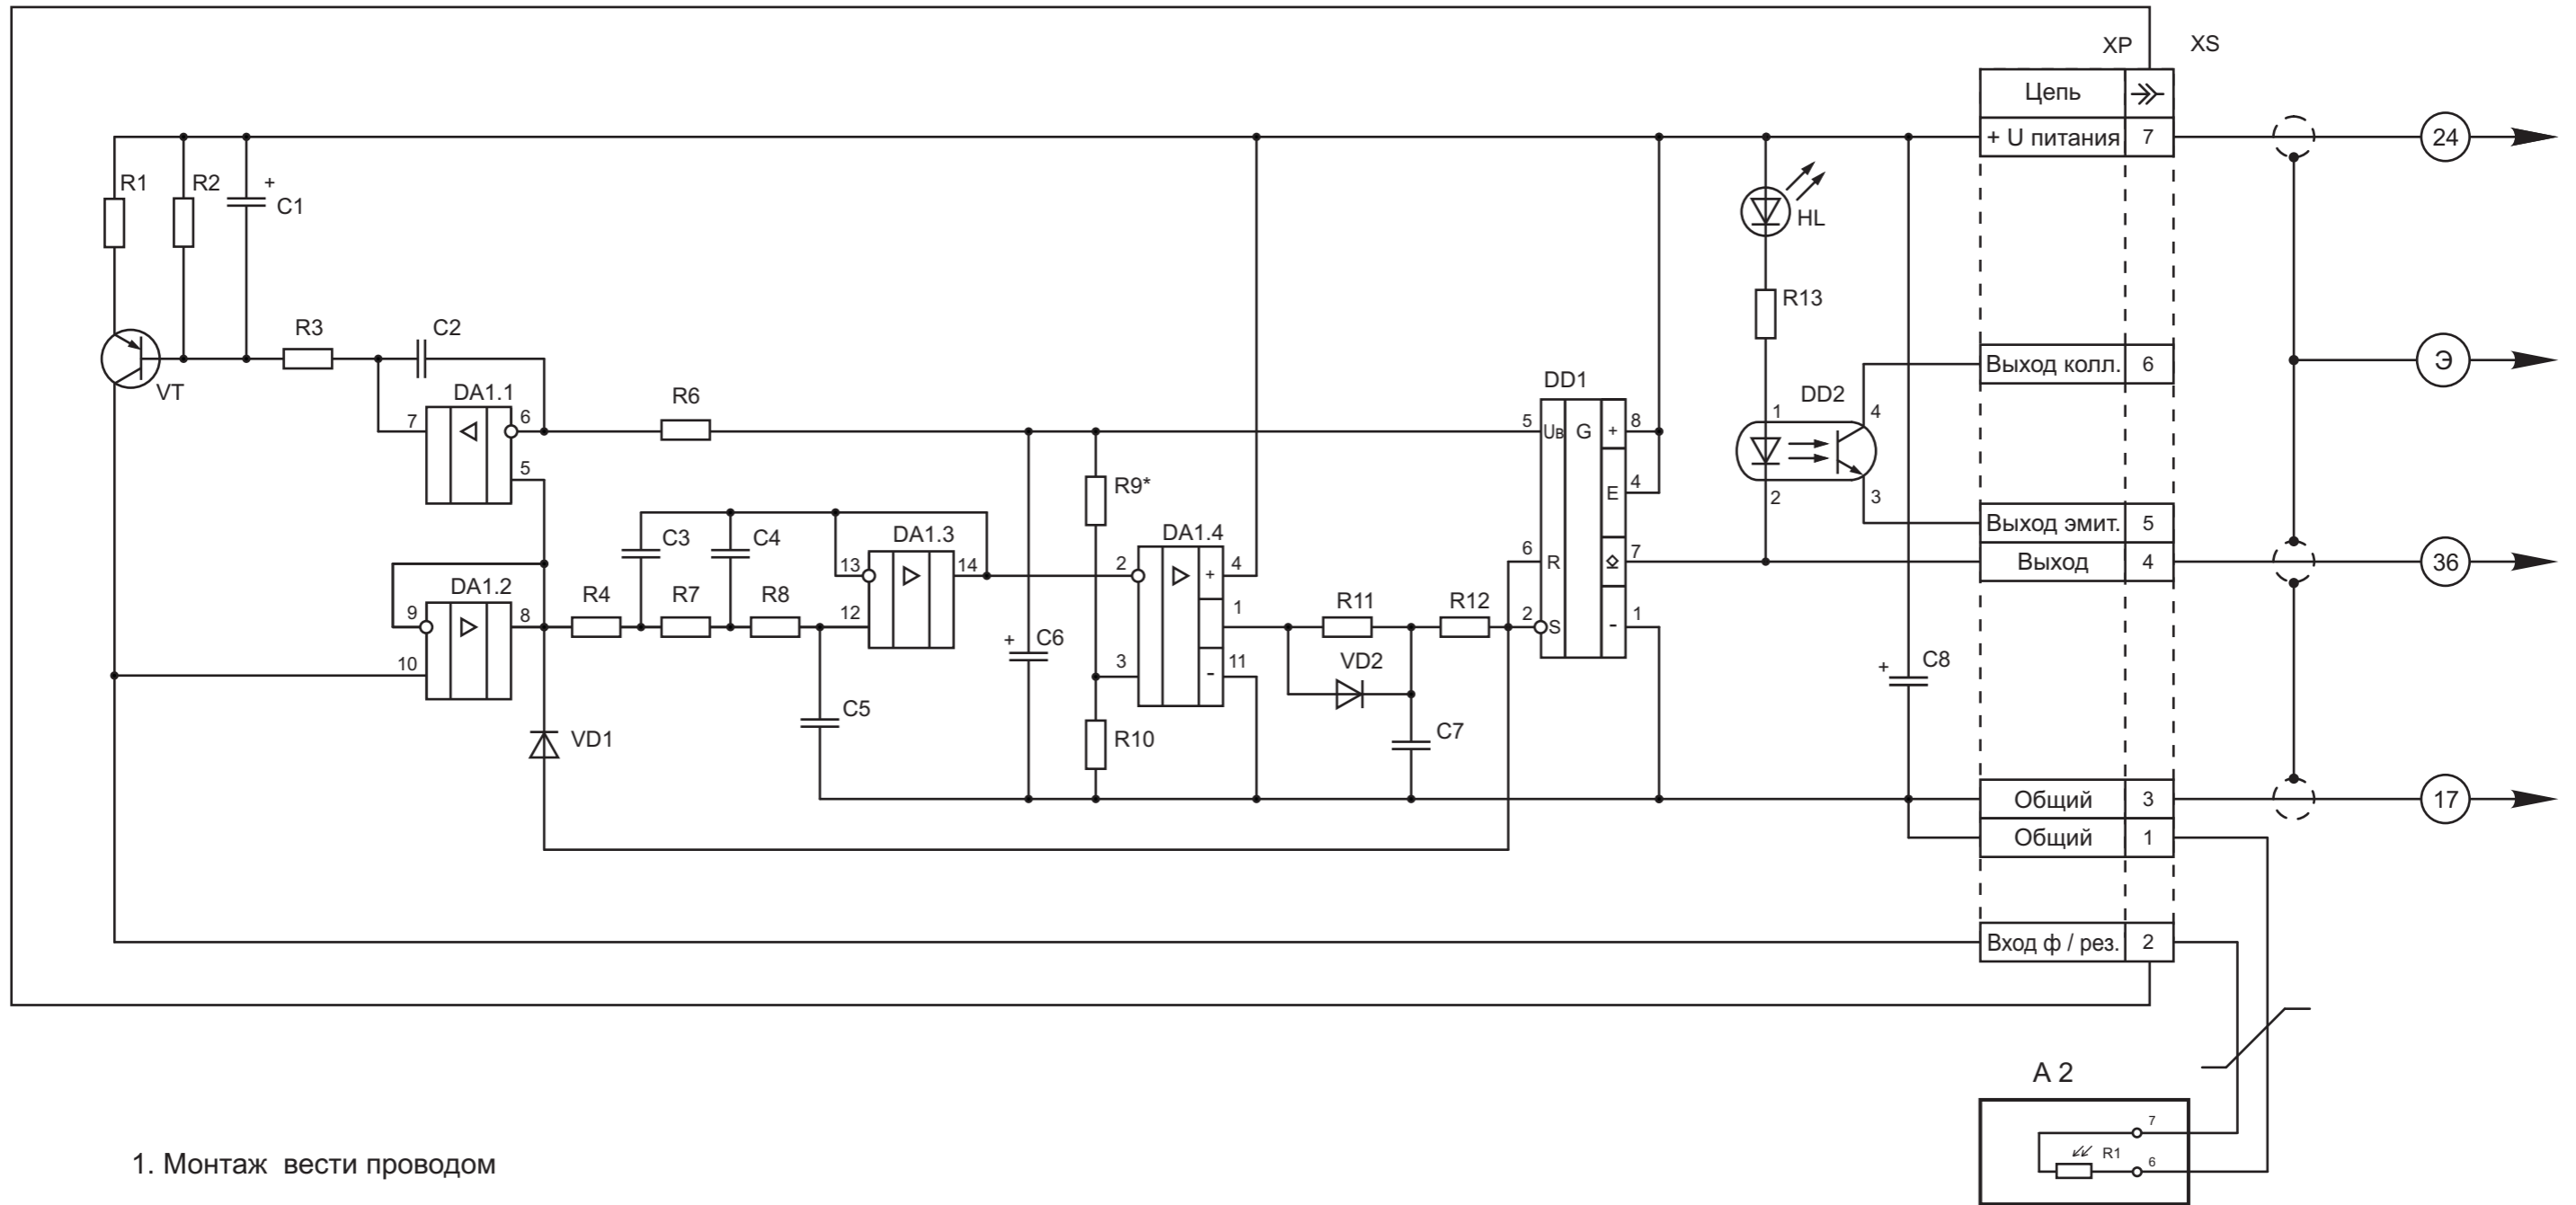 XP XS
Цепь
+ U питания 7 24
R1 R2 + C1
HL
R13
R3 C2
VT
Выход колл. 6 Э
DA1.1 R6 DD1 DD2
7 6 5 UB G + 8 1 4
5 R9* E 4 2 3
Выход эмит. 5
C3 C4 DA1.3 DA1.4
13 14 2 + 4 6 R 7
Выход 4 36
DA1.2 R4 R7 R8 12 1 R11 R12 2 S - 1
9 8
10 + C6 3 - 11 VD2 + C8
C5 R10 C7
VD1
Общий 3 17
Общий 1
Вход ф / рез. 2
А 2
7
R1
6
1. Монтаж вести проводом